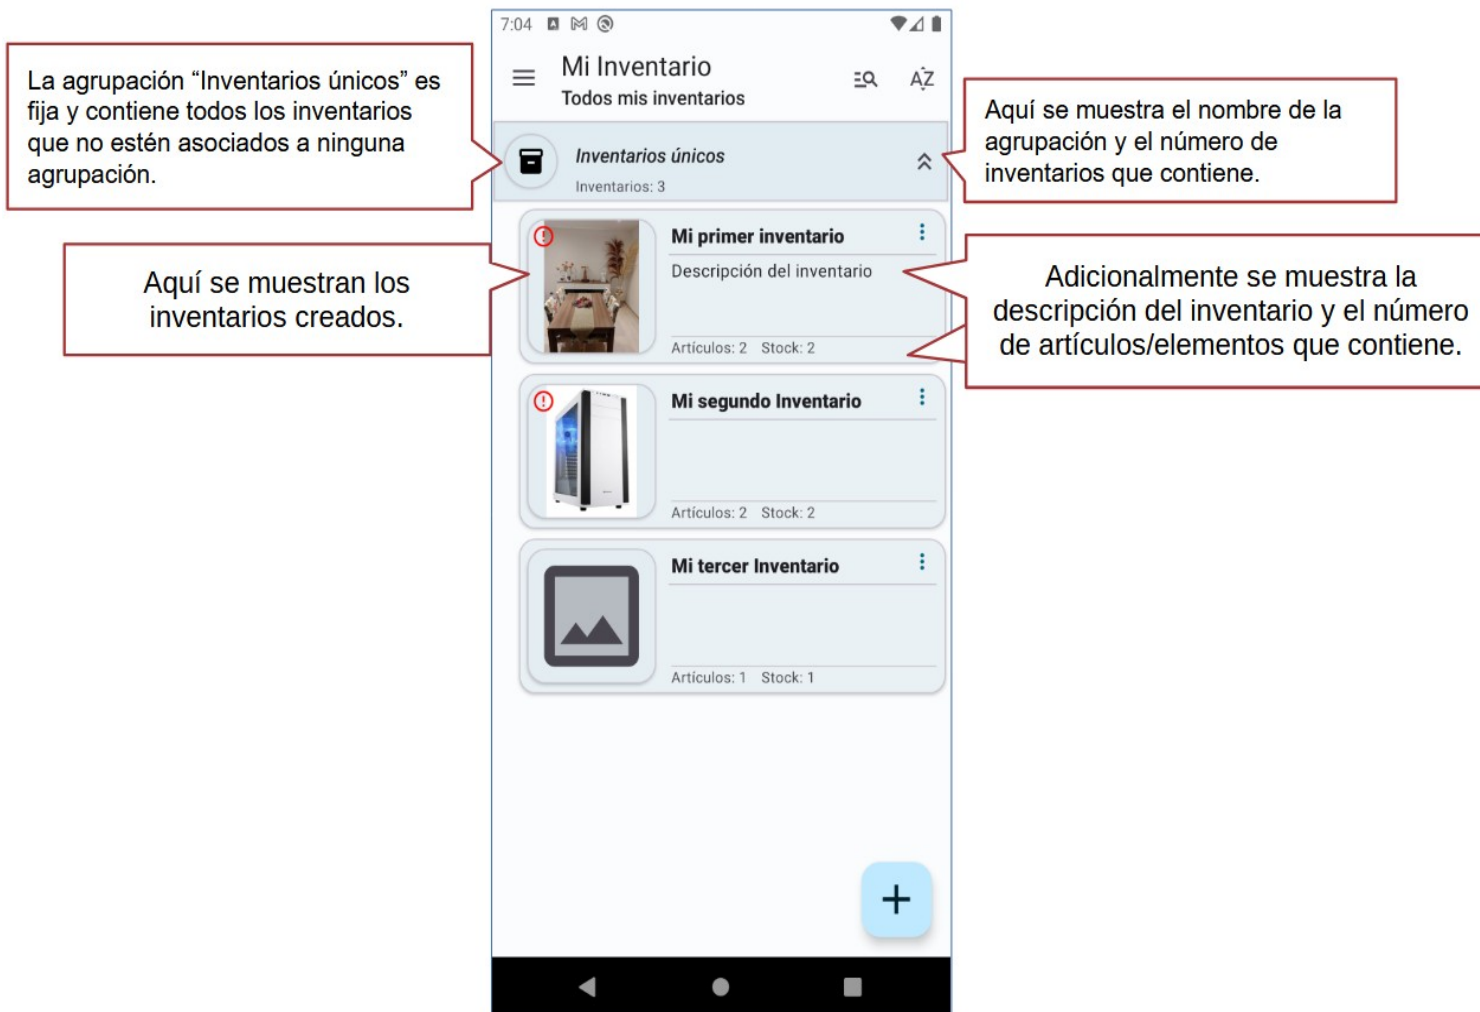 7:04
Mi Inventario
Todos mis inventarios
AZ
La agrupación “Inventarios únicos” es
fija y contiene todos los inventarios
que no estén asociados a ninguna
agrupación.
Inventarios únicos
Inventarios: 3
Aquí se muestra el nombre de la
agrupación y el número de
inventarios que contiene.
Aquí se muestran los
inventarios creados.
Mi primer inventario
Descripción del inventario
Artículos: 2 Stock: 2
Adicionalmente se muestra la
descripción del inventario y el número
de artículos/elementos que contiene.
Mi segundo Inventario
Artículos: 2 Stock: 2
Mi tercer Inventario
Artículos: 1 Stock: 1